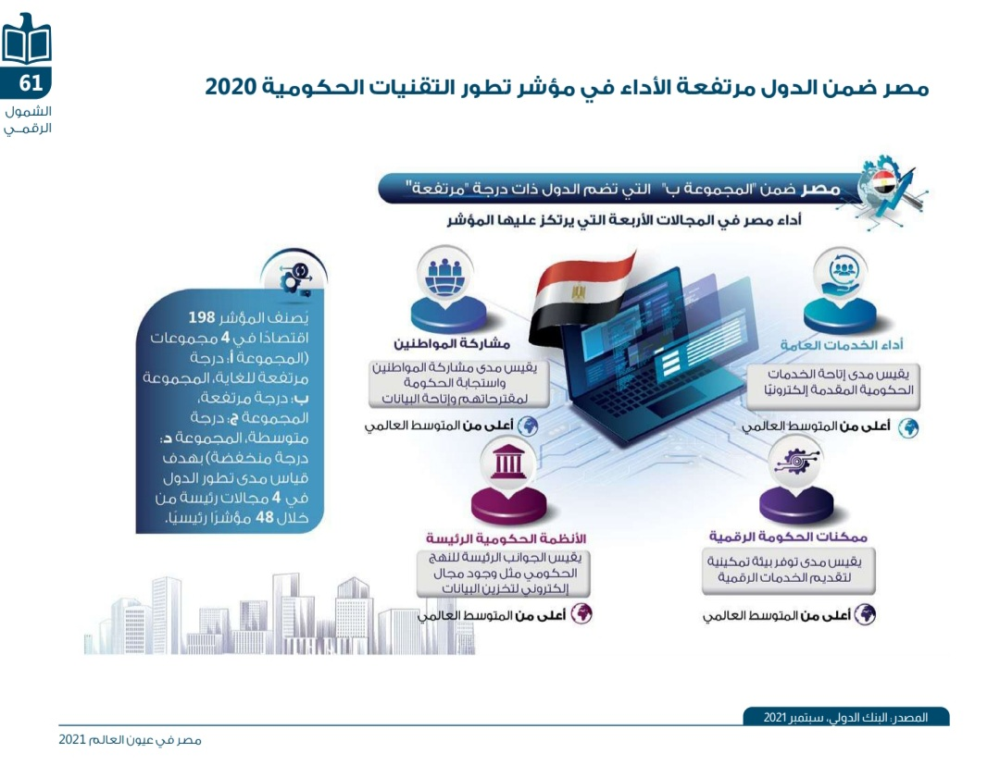 61
الشمول
الرقمــي
مصر ضمن الدول مرتفعة الأداء في مؤشر تطور التقنيات الحكومية 2020
مصر ضمن "المجموعة ب" التي تضم الدول ذات درجة "مرتفعة"
أداء مصر في المجالات الأربعة التي يرتكز عليها المؤشر
أداء الخدمات العامة
يقيس مدى إتاحة الخدمات
الحكومية المقدمة إلكترونيًا
أعلى من المتوسط العالمي
مشاركة المواطنين
يقيس مدى مشاركة المواطنين
واستجابة الحكومة
لمقترحاتهم وإتاحة البيانات
أعلى من المتوسط العالمي
ممكنات الحكومة الرقمية
يقيس مدى توفر بيئة تمكينية
لتقديم الخدمات الرقمية
أعلى من المتوسط العالمي
الأنظمة الحكومية الرئيسة
يقيس الجوانب الرئيسة للنهج
الحكومي مثل وجود مجال
إلكتروني لتخزين البيانات
أعلى من المتوسط العالمي
يُصنف المؤشر 198
اقتصادًا في 4 مجموعات
(المجموعة أ: درجة
مرتفعة للغاية، المجموعة
ب: درجة مرتفعة،
المجموعة ج: درجة
متوسطة، المجموعة د:
درجة منخفضة) بهدف
قياس مدى تطور الدول
في 4 مجالات رئيسة من
خلال 48 مؤشرًا رئيسيًا.
المصدر: البنك الدولي، سبتمبر 2021
مصر في عيون العالم 2021